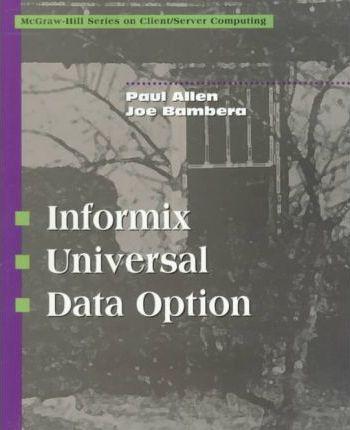 McGraw-Hill Series on Client/Server Computing
Paul Allen
Joe Bambera
Informix
Universal
Data Option